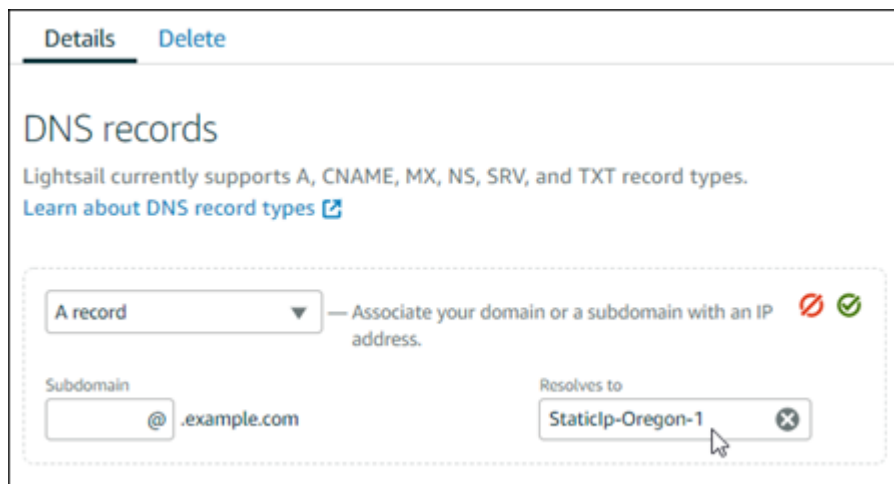 Details Delete
DNS records
Lightsail currently supports A, CNAME, MX, NS, SRV, and TXT record types.
Learn about DNS record types
A record — Associate your domain or a subdomain with an IP
address.
Subdomain Resolves to
@ .example.com StaticIp-Oregon-1